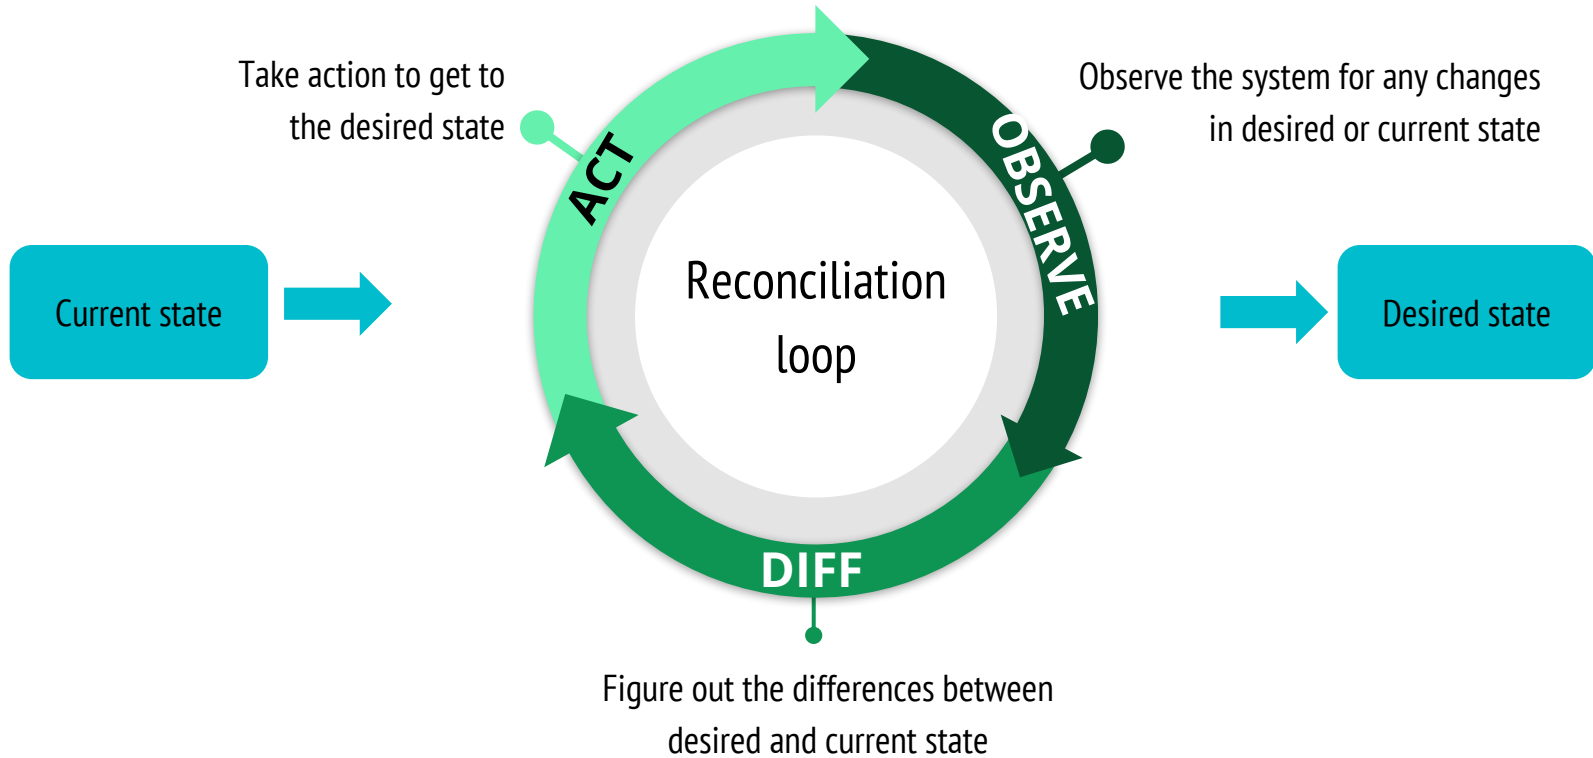 Take action to get to
the desired state
Observe the system for any changes
in desired or current state
ACT
OBSERVE
Current state
Reconciliation
loop
Desired state
DIFF
Figure out the differences between
desired and current state